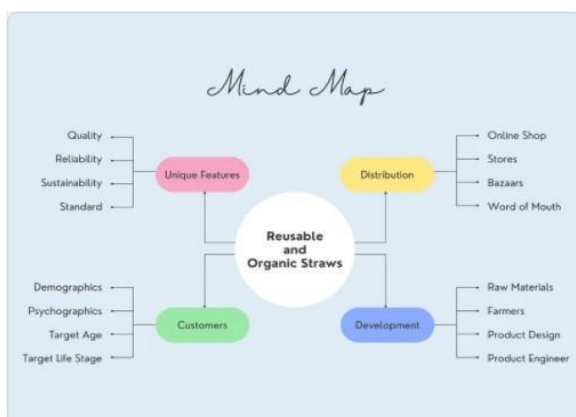 Mind Map
Quality
Reliability
Sustainability
Standard
Unique Features
Distribution
Online Shop
Stores
Bazaars
Word of Mouth
Reusable
and
Organic Straws
Demographics
Psychographics
Target Age
Target Life Stage
Customers
Development
Raw Materials
Farmers
Product Design
Product Engineer